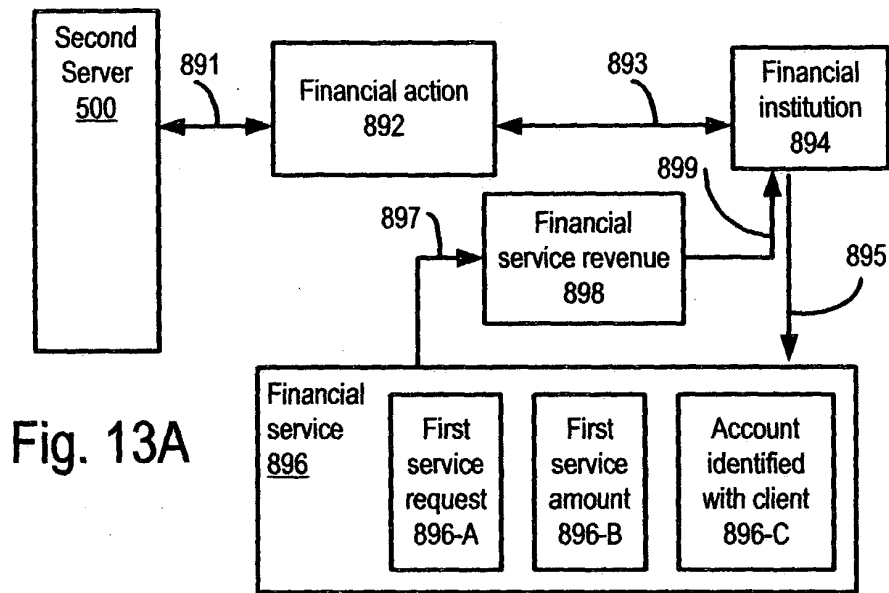 Second
Server
500
891
Financial action
892
893
Financial
institution
894
899
897
Financial
service revenue
898
895
Financial
service
896
First
service
request
896-A
First
service
amount
896-B
Account
identified
with client
896-C
Fig. 13A